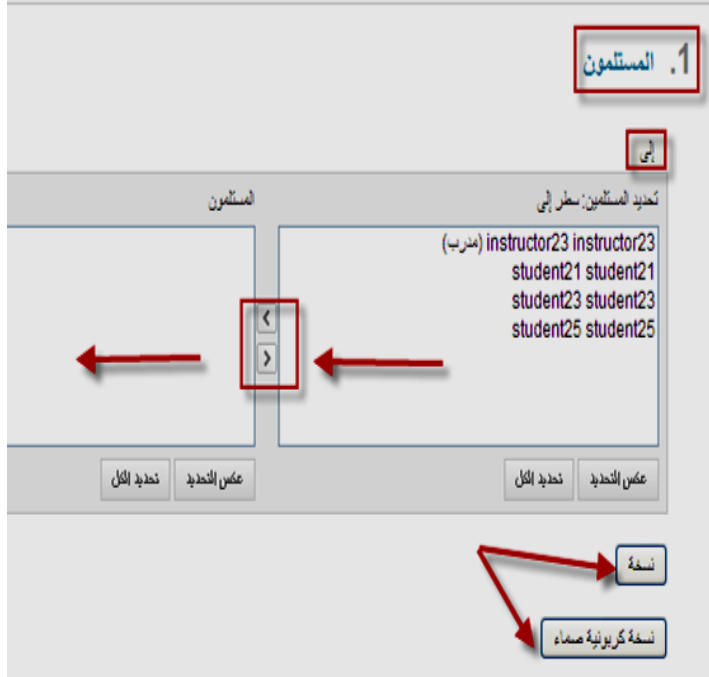 1. المستلمون
إلى
تحديد المستلمين: سطر إلى
المستلمون
instructor23 instructor23 (مدرب)
student21 student21
student23 student23
student25 student25
عكس التحديد
تحديد الكل
عكس التحديد
تحديد الكل
نسخة
نسخة كربونية صماء